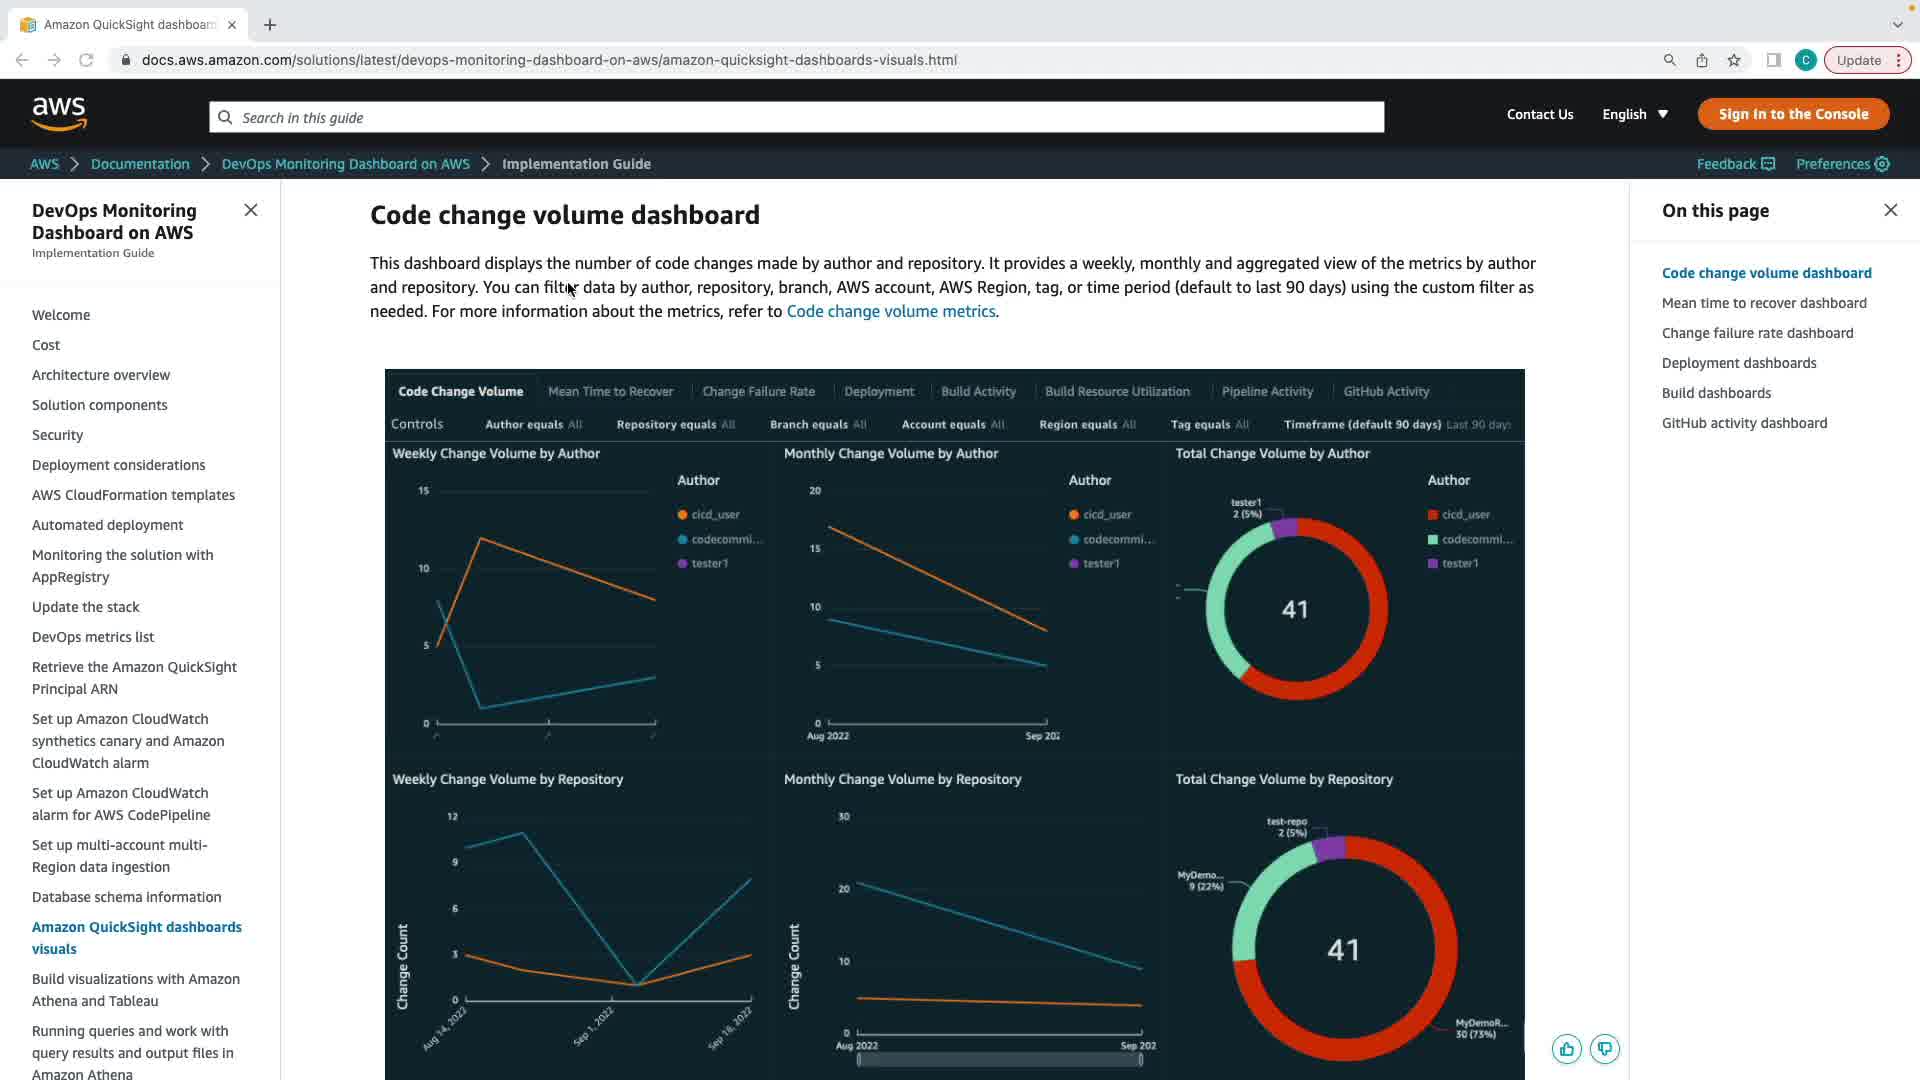 Amazon QuickSight dashboar
docs.aws.amazon.com/solutions/latest/devops-monitoring-dashboard-on-aws/amazon-quicksight-dashboards-visuals.html
C
Update
aws
Search in this guide
Contact Us
English
Sign In to the Console
AWS
Documentation
DevOps Monitoring Dashboard on AWS
Implementation Guide
Feedback
Preferences
DevOps Monitoring
Dashboard on AWS
Implementation Guide
Welcome
Cost
Architecture overview
Solution components
Security
Deployment considerations
AWS CloudFormation templates
Automated deployment
Monitoring the solution with
AppRegistry
Update the stack
DevOps metrics list
Retrieve the Amazon QuickSight
Principal ARN
Set up Amazon CloudWatch
synthetics canary and Amazon
CloudWatch alarm
Set up Amazon CloudWatch
alarm for AWS CodePipeline
Set up multi-account multi-
Region data ingestion
Database schema information
Amazon QuickSight dashboards
visuals
Build visualizations with Amazon
Athena and Tableau
Running queries and work with
query results and output files in
Amazon Athena
Code change volume dashboard
This dashboard displays the number of code changes made by author and repository. It provides a weekly, monthly and aggregated view of the metrics by author
and repository. You can filter data by author, repository, branch, AWS account, AWS Region, tag, or time period (default to last 90 days) using the custom filter as
needed. For more information about the metrics, refer to Code change volume metrics.
Code Change Volume
Mean Time to Recover
Change Failure Rate
Deployment
Build Activity
Build Resource Utilization
Pipeline Activity
GitHub Activity
Controls
Author equals All
Repository equals All
Branch equals All
Account equals All
Region equals All
Tag equals All
Timeframe (default 90 days) Last 90 days
Weekly Change Volume by Author
15
10
5
0
Author
cicd_user
codecommi...
tester1
Monthly Change Volume by Author
20
15
10
5
0
Aug 2022
Sep 202
Author
cicd_user
codecommi...
tester1
Total Change Volume by Author
tester1
2 (5%)
41
Author
cicd_user
codecommi...
tester1
Weekly Change Volume by Repository
Change Count
12
9
6
3
0
Aug 14, 2022
Sep 1, 2022
Sep 18, 2022
Monthly Change Volume by Repository
Change Count
30
20
10
0
Aug 2022
Sep 202
Total Change Volume by Repository
test-repo
2 (5%)
MyDemo...
9 (22%)
41
MyDemoR...
30 (73%)
On this page
Code change volume dashboard
Mean time to recover dashboard
Change failure rate dashboard
Deployment dashboards
Build dashboards
GitHub activity dashboard